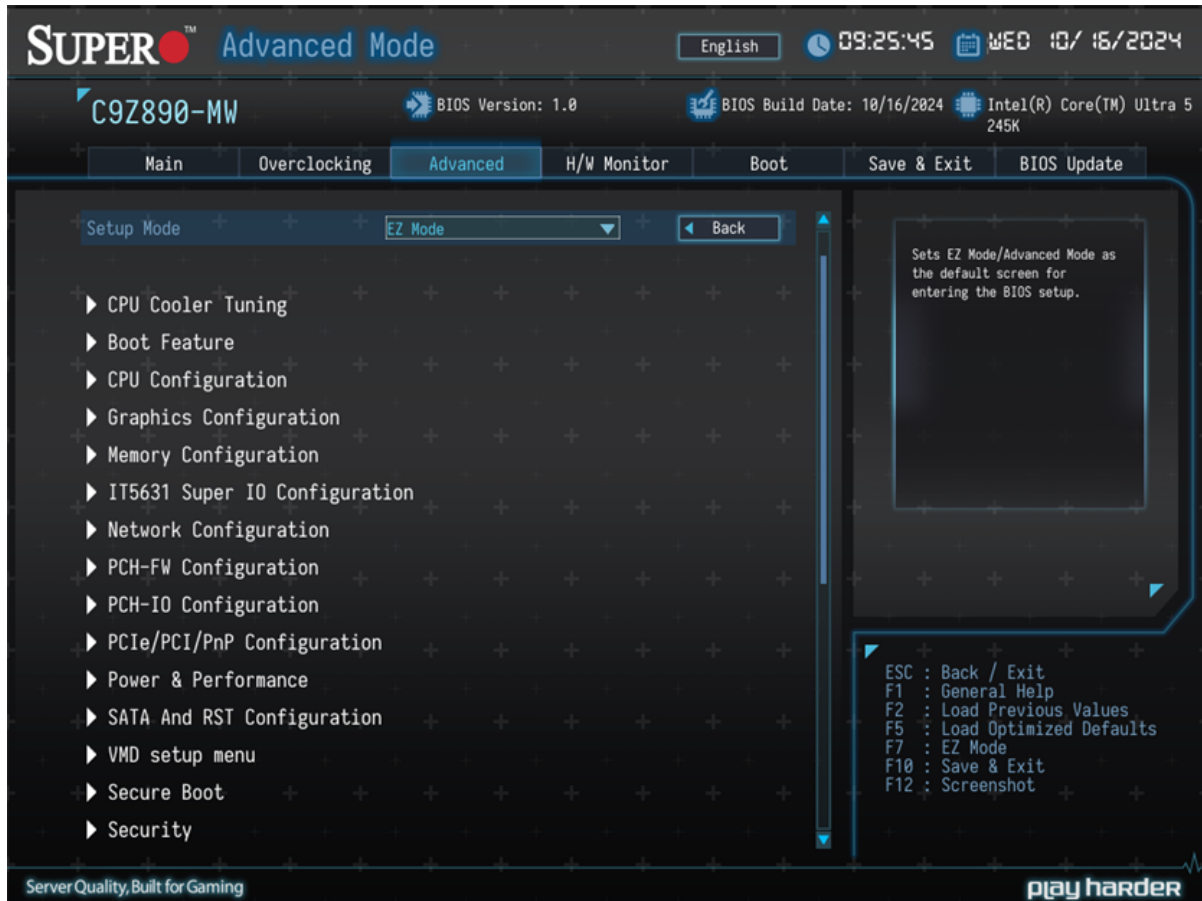 SUPER™ Advanced Mode English 09:25:45 WED 10/16/2024
C9Z890-MW BIOS Version: 1.0 BIOS Build Date: 10/16/2024 Intel(R) Core(TM) Ultra 5
245K
Main Overclocking Advanced H/W Monitor Boot Save & Exit BIOS Update
Setup Mode EZ Mode Back
CPU Cooler Tuning
Boot Feature
CPU Configuration
Graphics Configuration
Memory Configuration
IT5631 Super IO Configuration
Network Configuration
PCH-FW Configuration
PCH-IO Configuration
PCIe/PCI/PnP Configuration
Power & Performance
SATA And RST Configuration
VMD setup menu
Secure Boot
Security
Sets EZ Mode/Advanced Mode as
the default screen for
entering the BIOS setup.
ESC : Back / Exit
F1 : General Help
F2 : Load Previous Values
F5 : Load Optimized Defaults
F7 : EZ Mode
F10 : Save & Exit
F12 : Screenshot
Server Quality, Built for Gaming
play harder